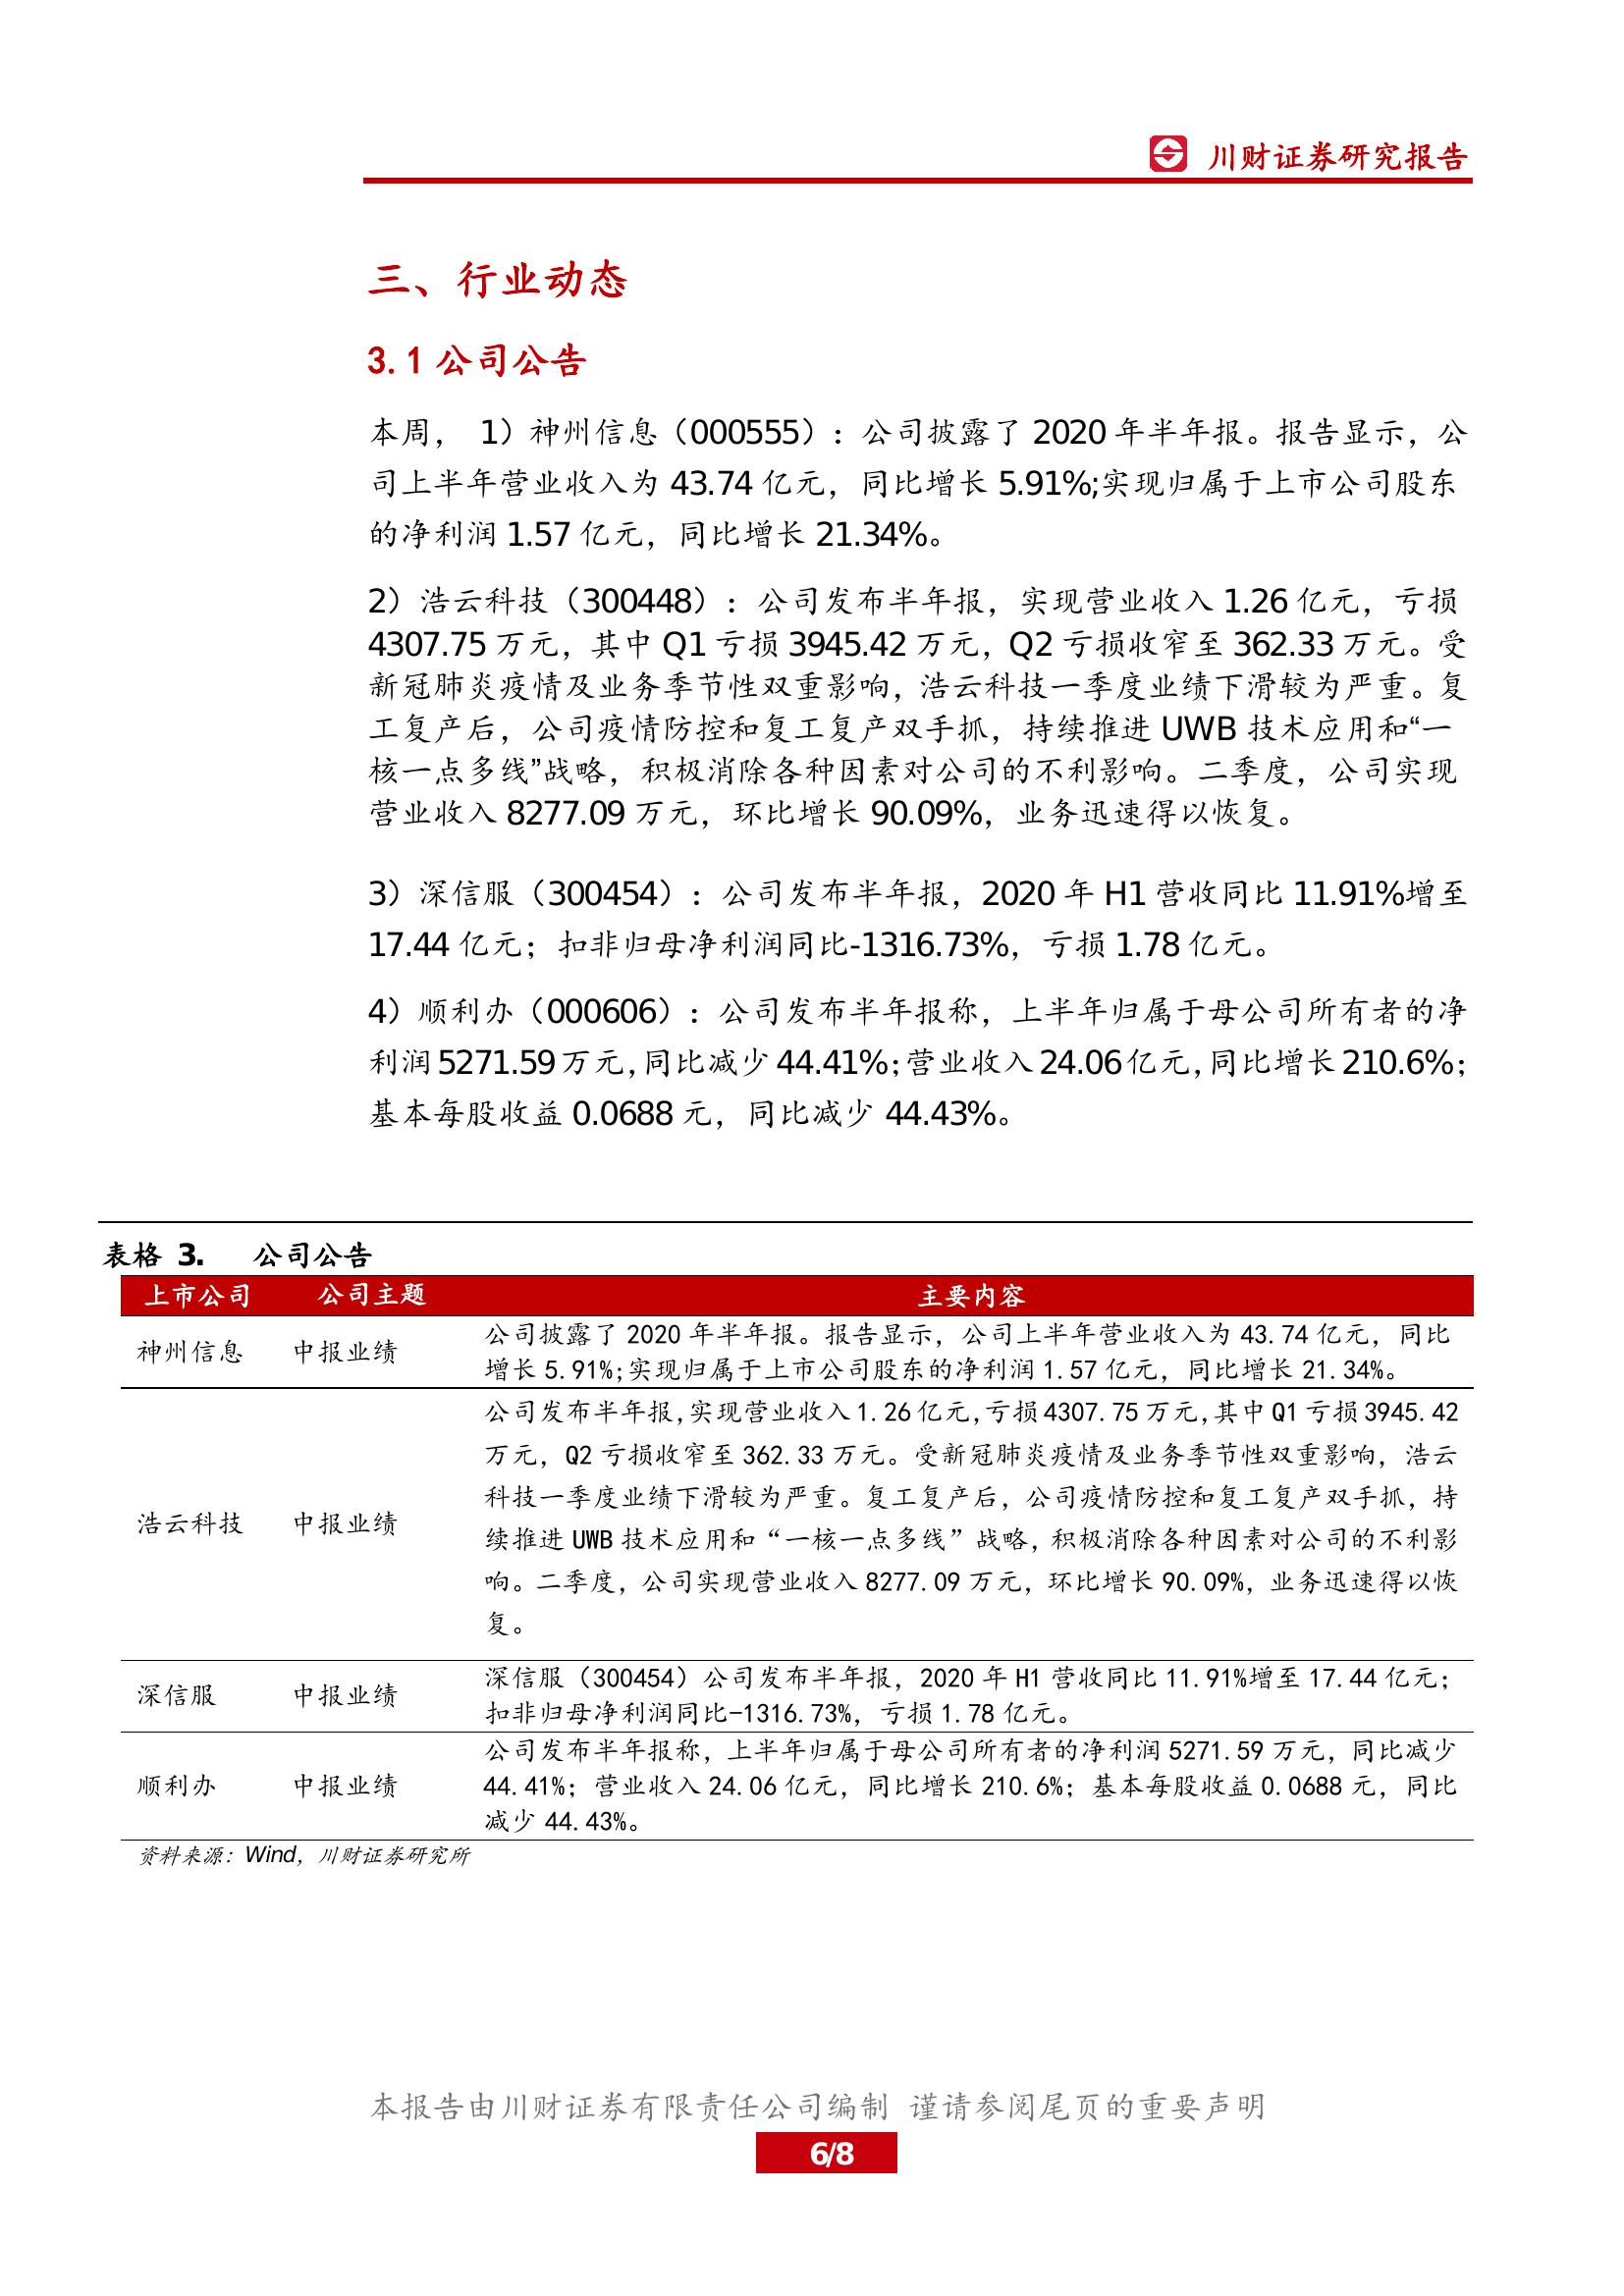 川财证券研究报告
三、行业动态
3.1 公司公告
本周， 1）神州信息（000555）：公司披露了 2020 年半年报。报告显示，公
司上半年营业收入为 43.74 亿元，同比增长 5.91%;实现归属于上市公司股东
的净利润 1.57 亿元，同比增长 21.34%。
2）浩云科技（300448）：公司发布半年报，实现营业收入 1.26 亿元，亏损
4307.75 万元，其中 Q1 亏损 3945.42 万元，Q2 亏损收窄至 362.33 万元。受
新冠肺炎疫情及业务季节性双重影响，浩云科技一季度业绩下滑较为严重。复
工复产后，公司疫情防控和复工复产双手抓，持续推进 UWB 技术应用和“一
核一点多线”战略，积极消除各种因素对公司的不利影响。二季度，公司实现
营业收入 8277.09 万元，环比增长 90.09%，业务迅速得以恢复。
3）深信服（300454）：公司发布半年报，2020 年 H1 营收同比 11.91%增至
17.44 亿元；扣非归母净利润同比-1316.73%，亏损 1.78 亿元。
4）顺利办（000606）：公司发布半年报称，上半年归属于母公司所有者的净
利润 5271.59 万元，同比减少 44.41%；营业收入 24.06 亿元，同比增长 210.6%；
基本每股收益 0.0688 元，同比减少 44.43%。
表格 3. 公司公告
上市公司 公司主题 主要内容
神州信息 中报业绩 公司披露了 2020 年半年报。报告显示，公司上半年营业收入为 43.74 亿元，同比
增长 5.91%;实现归属于上市公司股东的净利润 1.57 亿元，同比增长 21.34%。
浩云科技 中报业绩 公司发布半年报，实现营业收入 1.26 亿元，亏损 4307.75 万元，其中 Q1 亏损 3945.42
万元，Q2 亏损收窄至 362.33 万元。受新冠肺炎疫情及业务季节性双重影响，浩云
科技一季度业绩下滑较为严重。复工复产后，公司疫情防控和复工复产双手抓，持
续推进 UWB 技术应用和“一核一点多线”战略，积极消除各种因素对公司的不利影
响。二季度，公司实现营业收入 8277.09 万元，环比增长 90.09%，业务迅速得以恢
复。
深信服 中报业绩 深信服（300454）公司发布半年报，2020 年 H1 营收同比 11.91%增至 17.44 亿元；
扣非归母净利润同比-1316.73%，亏损 1.78 亿元。
顺利办 中报业绩 公司发布半年报称，上半年归属于母公司所有者的净利润 5271.59 万元，同比减少
44.41%；营业收入 24.06 亿元，同比增长 210.6%；基本每股收益 0.0688 元，同比
减少 44.43%。
资料来源：Wind，川财证券研究所
本报告由川财证券有限责任公司编制 谨请参阅尾页的重要声明
6/8